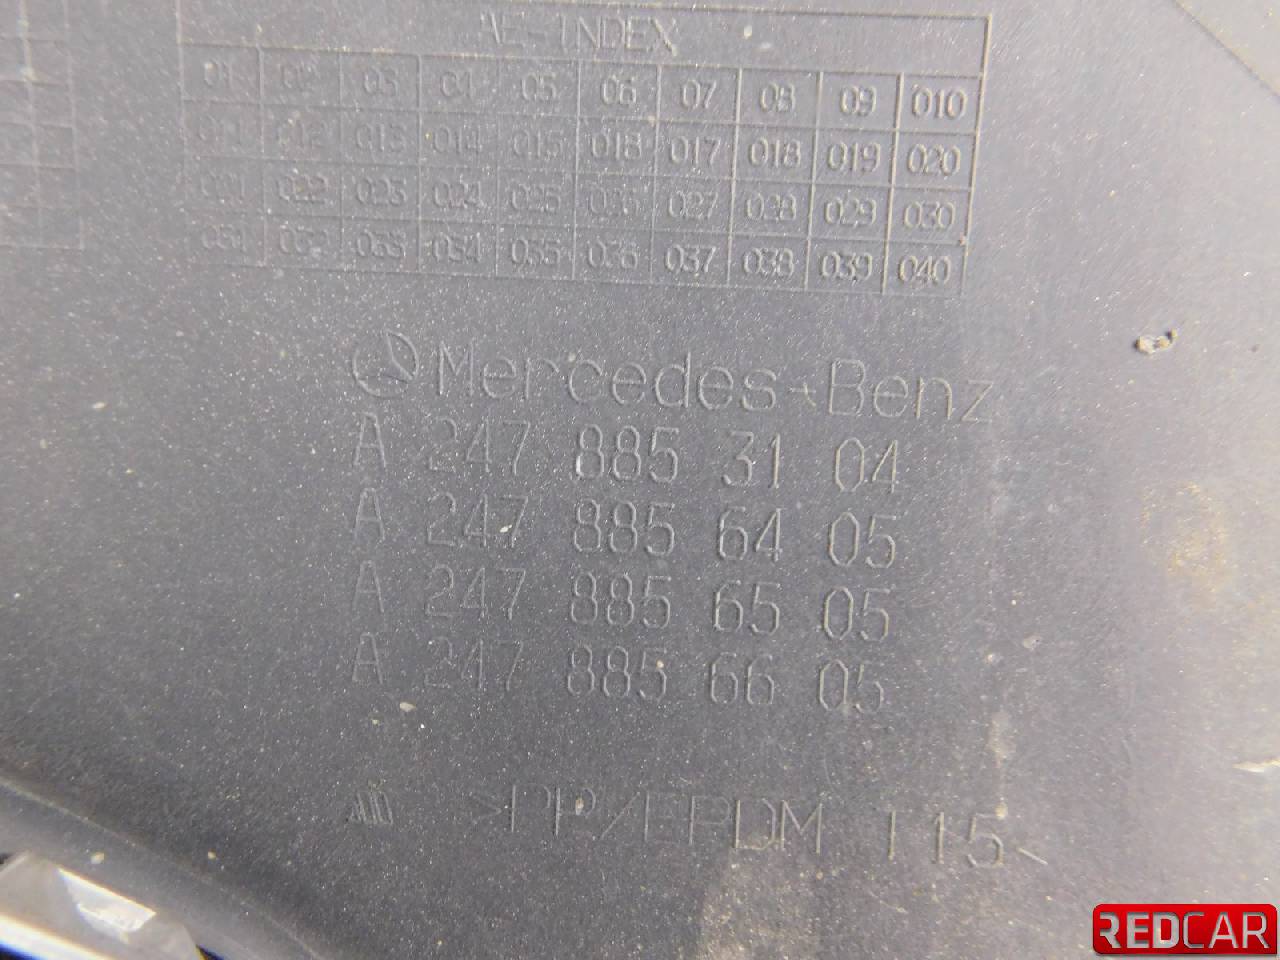 AE-INDEX
01 02 03 04 05 06 07 08 09 010
011 012 013 014 015 016 017 018 019 020
021 022 023 024 025 026 027 028 029 030
031 032 033 034 035 036 037 038 039 040
Mercedes-Benz
A 247 885 31 04
A 247 885 64 05
A 247 885 65 05
A 247 885 66 05
>PP/EPDM T15<
REDCAR